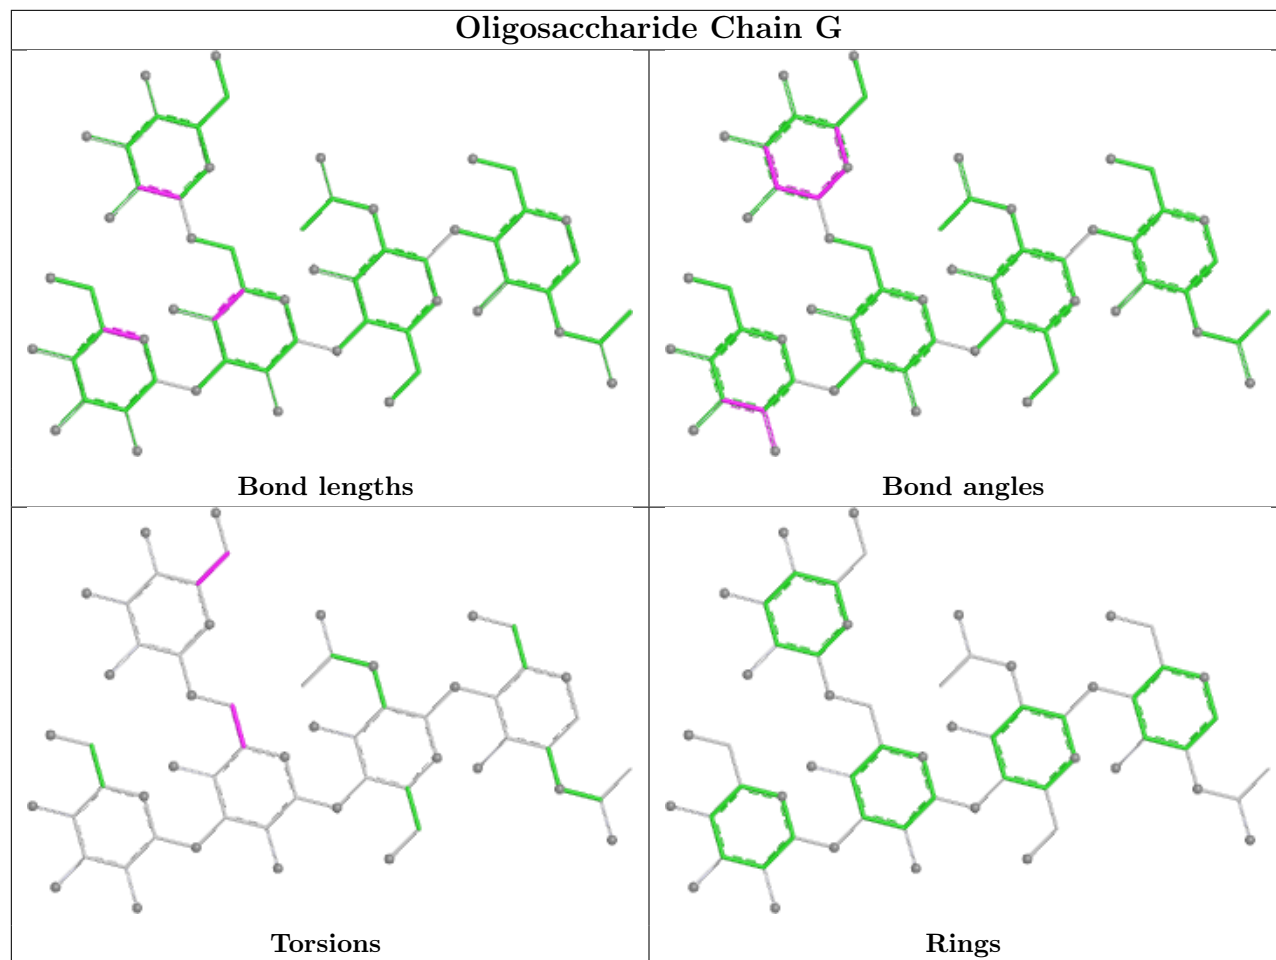 Oligosaccharide Chain G
Bond lengths
Bond angles
Torsions
Rings